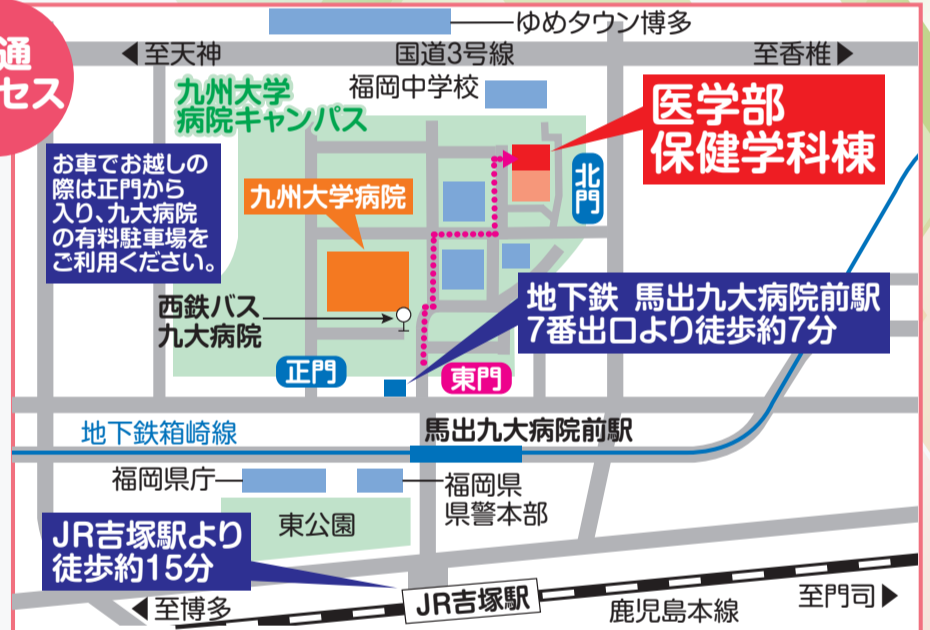 通
セス
ゆめタウン博多
◀至天神
国道3号線
至香椎▶
九州大学
病院キャンパス
福岡中学校
医学部
保健学科棟
お車でお越しの
際は正門から
入り、九大病院
の有料駐車場を
ご利用ください。
九州大学病院
北門
西鉄バス
九大病院
地下鉄 馬出九大病院前駅
7番出口より徒歩約7分
正門
東門
地下鉄箱崎線
馬出九大病院前駅
福岡県庁
福岡県
県警本部
東公園
JR吉塚駅より
徒歩約15分
◀至博多
JR吉塚駅
鹿児島本線
至門司▶